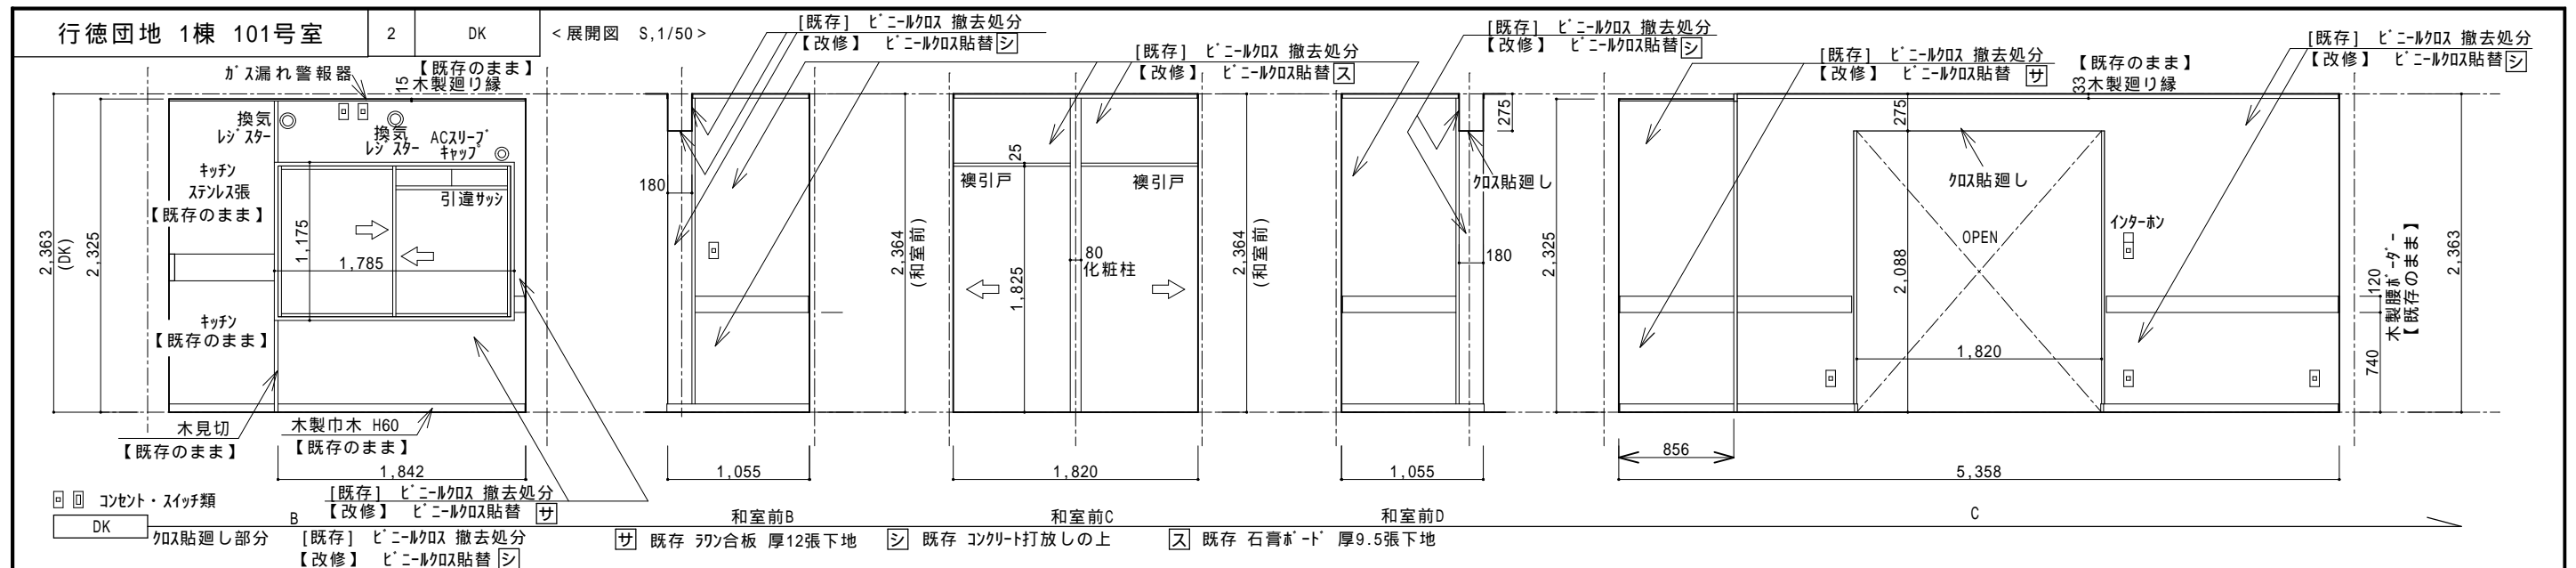 行徳団地 1棟 101号室
2
DK
<展開図 S,1/50>
[既存] ﾋﾞﾆｰﾙｸﾛｽ 撤去処分
【改修】 ﾋﾞﾆｰﾙｸﾛｽ貼替 シ
[既存] ﾋﾞﾆｰﾙｸﾛｽ 撤去処分
【改修】 ﾋﾞﾆｰﾙｸﾛｽ貼替 ス
[既存] ﾋﾞﾆｰﾙｸﾛｽ 撤去処分
【改修】 ﾋﾞﾆｰﾙｸﾛｽ貼替 シ
[既存] ﾋﾞﾆｰﾙｸﾛｽ 撤去処分
【改修】 ﾋﾞﾆｰﾙｸﾛｽ貼替 サ
【既存のまま】
33 木製廻り縁
[既存] ﾋﾞﾆｰﾙｸﾛｽ 撤去処分
【改修】 ﾋﾞﾆｰﾙｸﾛｽ貼替 シ
ｶﾞｽ漏れ警報器
【既存のまま】
15 木製廻り縁
換気
ﾚｼﾞｽﾀｰ
換気
ﾚｼﾞｽﾀｰ
ACｽﾘｰﾌﾞ
ｷｬｯﾌﾟ
ｷｯﾁﾝ
ｽﾃﾝﾚｽ張
【既存のまま】
引違ｻｯｼ
2,363
(DK)
2,325
1,175
1,785
ｷｯﾁﾝ
【既存のまま】
木見切
【既存のまま】
木製巾木 H60
【既存のまま】
1,842
180
1,055
2,364
(和室前)
25
襖引戸
襖引戸
1,825
80
化粧柱
1,820
2,364
(和室前)
275
ｸﾛｽ貼廻し
180
1,055
2,325
275
ｸﾛｽ貼廻し
OPEN
2,088
1,820
ｲﾝﾀｰﾎﾝ
856
5,358
120
740
木製腰ﾎﾞｰﾀﾞｰ
【既存のまま】
2,363
ｺﾝｾﾝﾄ・ｽｲｯﾁ類
[既存] ﾋﾞﾆｰﾙｸﾛｽ 撤去処分
【改修】 ﾋﾞﾆｰﾙｸﾛｽ貼替 サ
DK
B
和室前B
和室前C
和室前D
C
ｸﾛｽ貼廻し部分
[既存] ﾋﾞﾆｰﾙｸﾛｽ 撤去処分
【改修】 ﾋﾞﾆｰﾙｸﾛｽ貼替 シ
サ 既存 ﾗﾜﾝ合板 厚12張下地
シ 既存 ｺﾝｸﾘｰﾄ打放しの上
ス 既存 石膏ﾎﾞｰﾄﾞ 厚9.5張下地